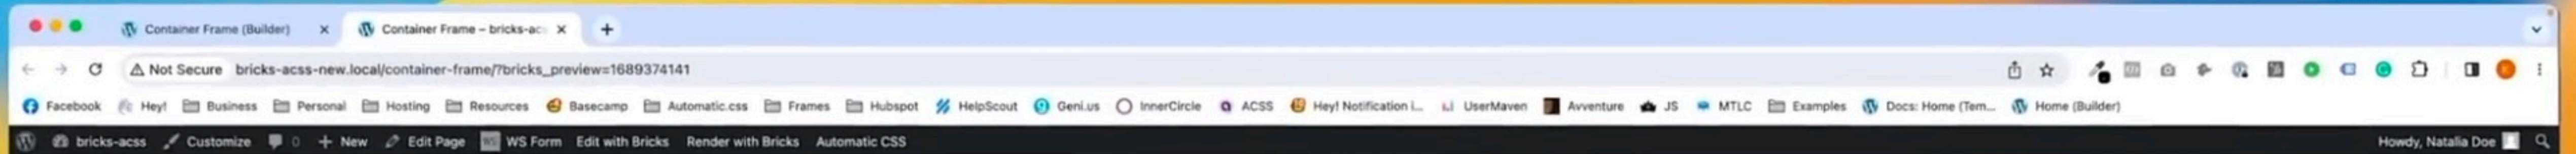 Container Frame (Builder) Container Frame – bricks-ac
Not Secure bricks-acss-new.local/container-frame/?bricks_preview=1689374141
Facebook Hey! Business Personal Hosting Resources Basecamp Automatic.css Frames Hubspot HelpScout Geni.us InnerCircle ACSS Hey! Notification i... UserMaven Avventure JS MTLC Examples Docs: Home (Tem... Home (Builder)
bricks-acss Customize 0 New Edit Page WS Form Edit with Bricks Render with Bricks Automatic CSS Howdy, Natalia Doe